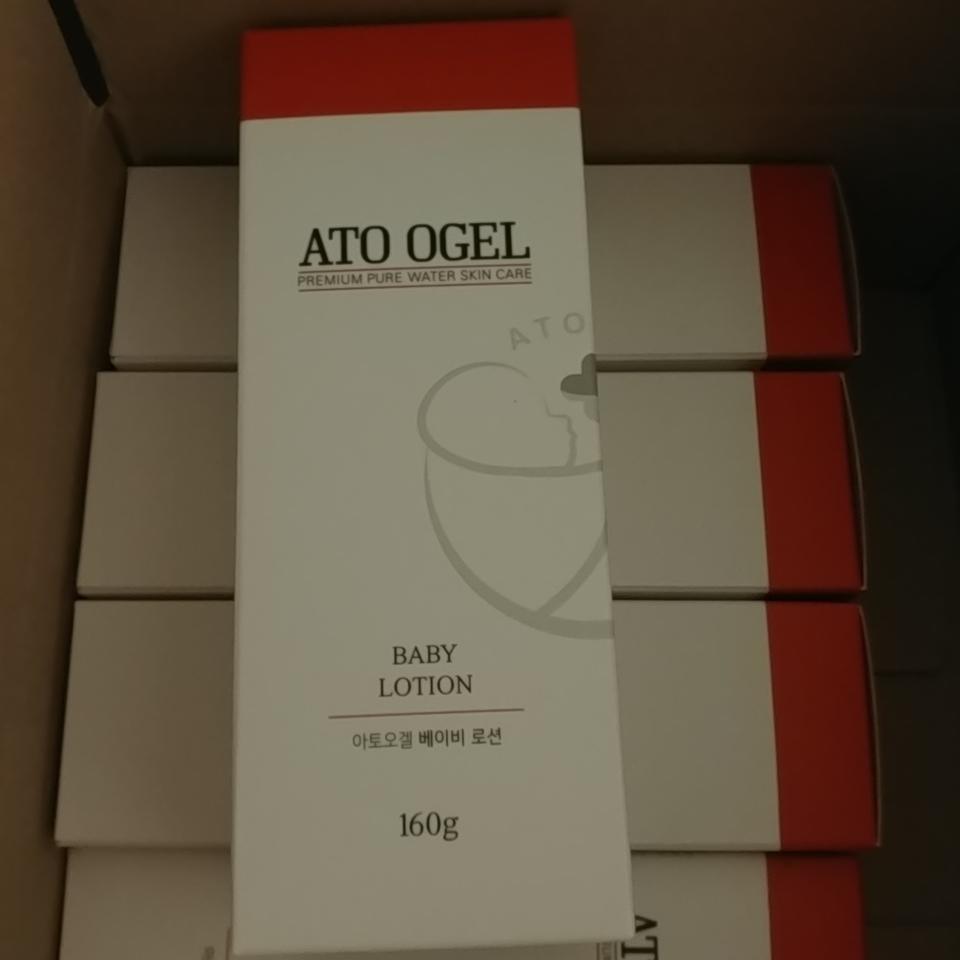 ATO OGEL
PREMIUM PURE WATER SKIN CARE
ATO
BABY
LOTION
아토오겔 베이비 로션
160g